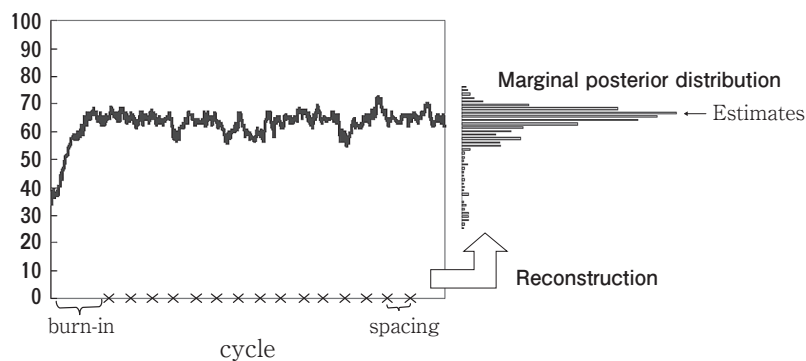 100
90
80
70
60
50
40
30
20
10
0
Marginal posterior distribution
Estimates
Reconstruction
burn-in
spacing
cycle